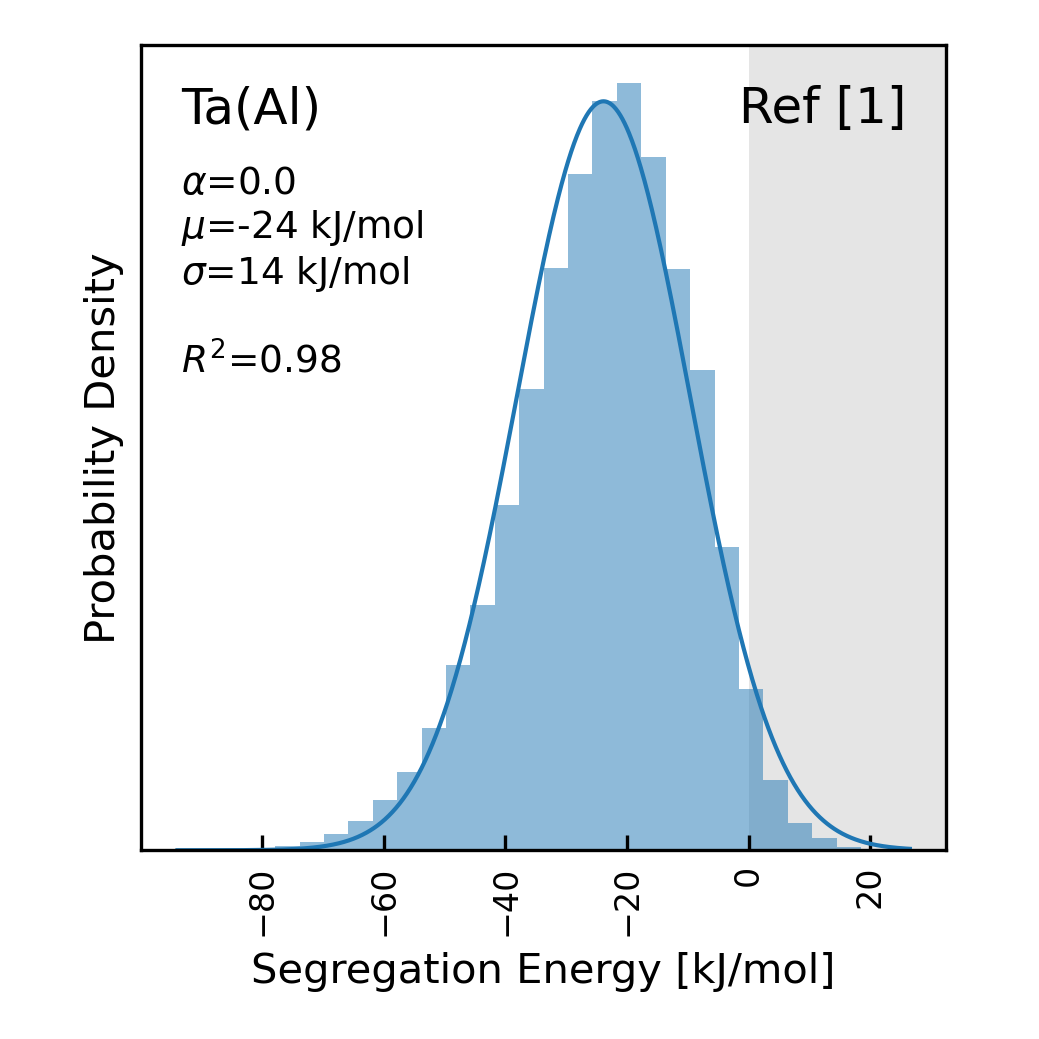 Ta(Al)
Ref [1]
α=0.0
μ=-24 kJ/mol
σ=14 kJ/mol
R²=0.98
Probability Density
−80
−60
−40
−20
0
20
Segregation Energy [kJ/mol]